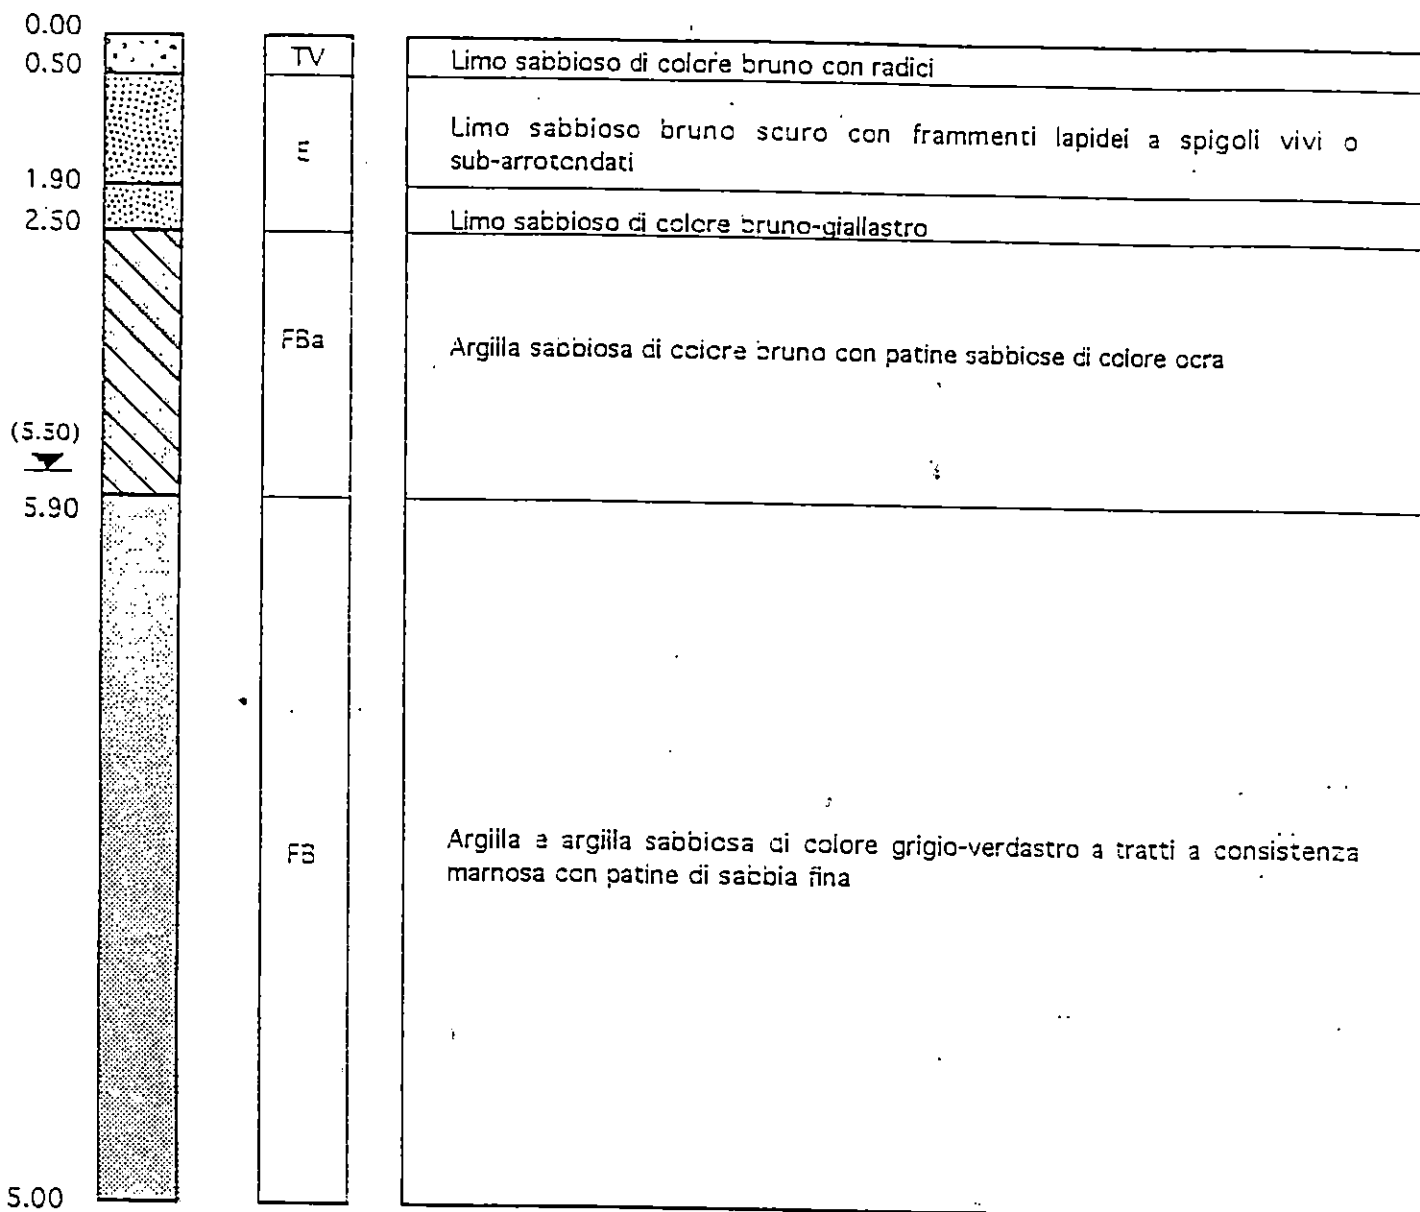 0.00
0.50
1.90
2.50
(5.50)
5.90
5.00
TV
E
FBa
FB
Limo sabbioso di colore bruno con radici
Limo sabbioso bruno scuro con frammenti lapidei a spigoli vivi o
sub-arrotondati
Limo sabbioso di colore bruno-giallastro
Argilla sabbiosa di colore bruno con patine sabbiose di colore ocra
Argilla e argilla sabbiosa di colore grigio-verdastro a tratti a consistenza
marnosa con patine di sabbia fina